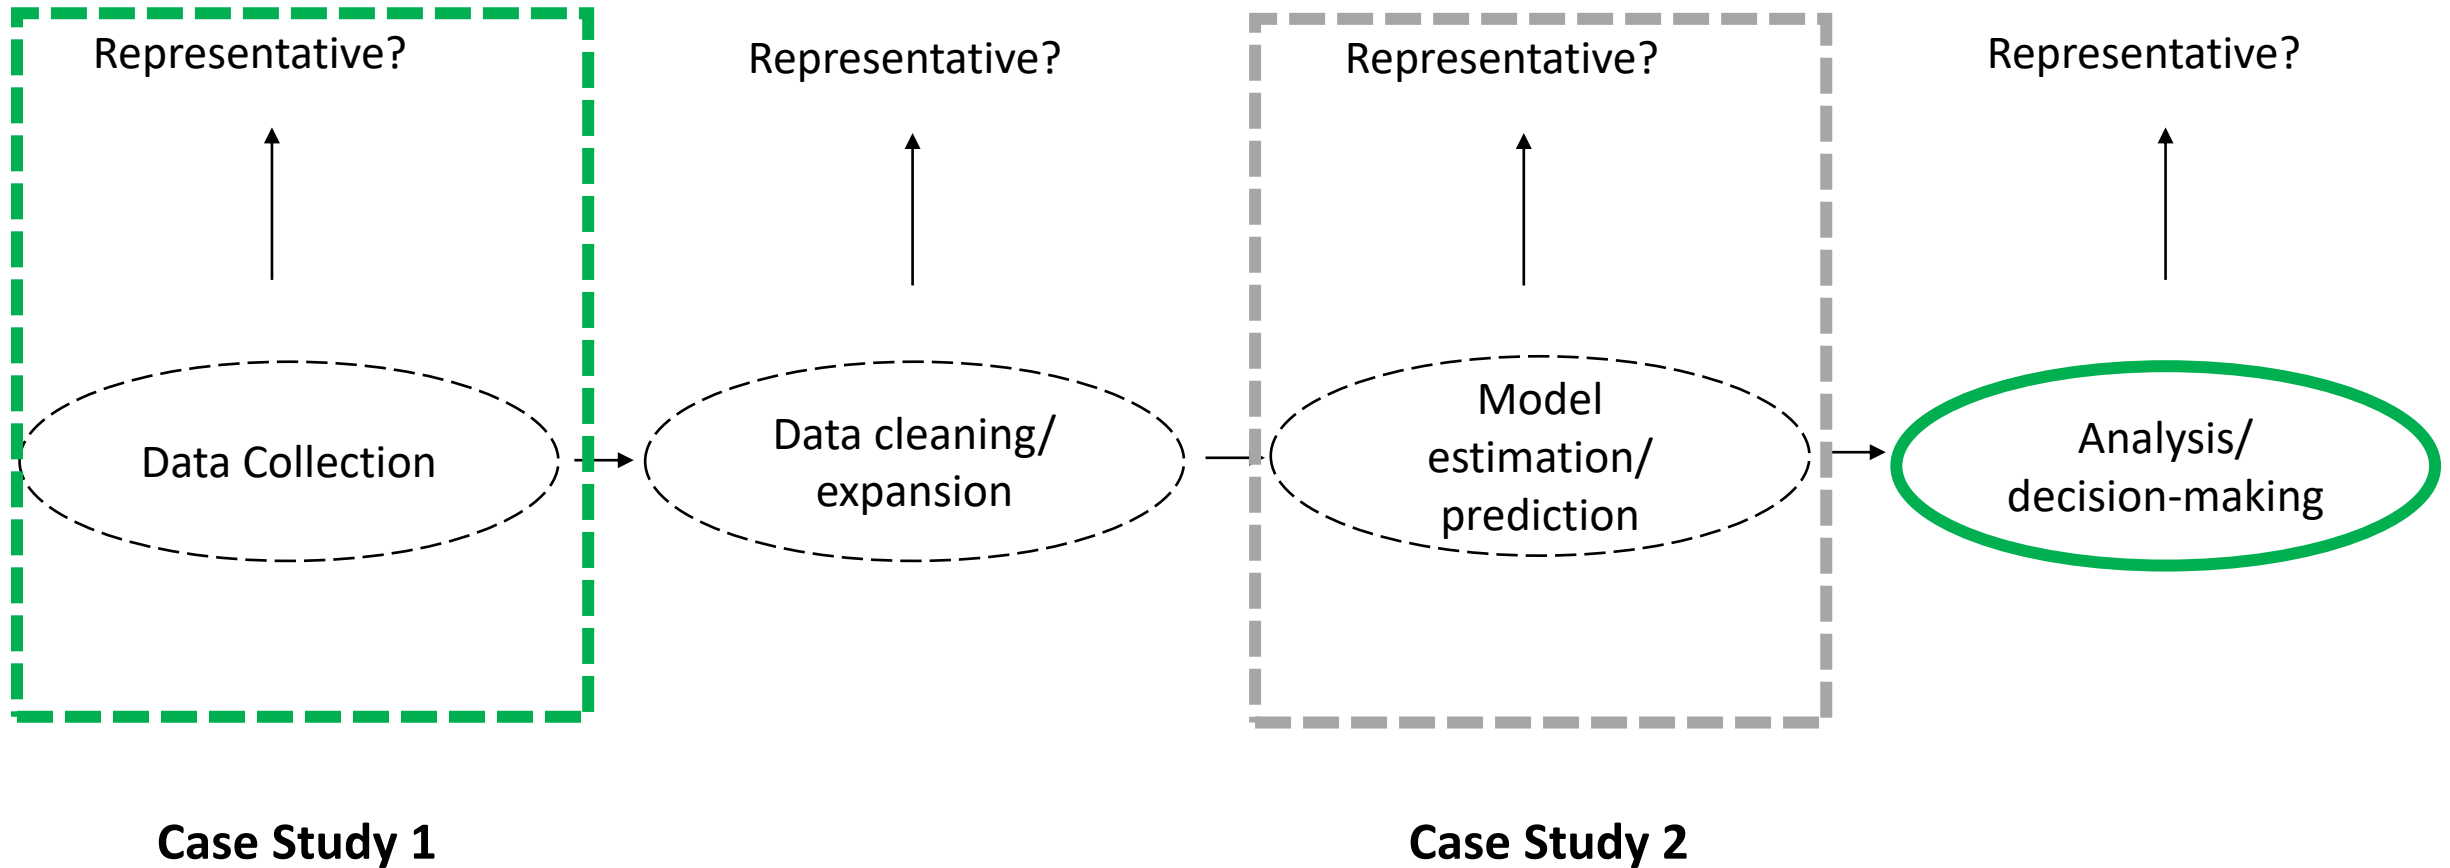 Representative?
Representative?
Representative?
Representative?
Data Collection
Data cleaning/
expansion
Model
estimation/
prediction
Analysis/
decision-making
Case Study 1
Case Study 2